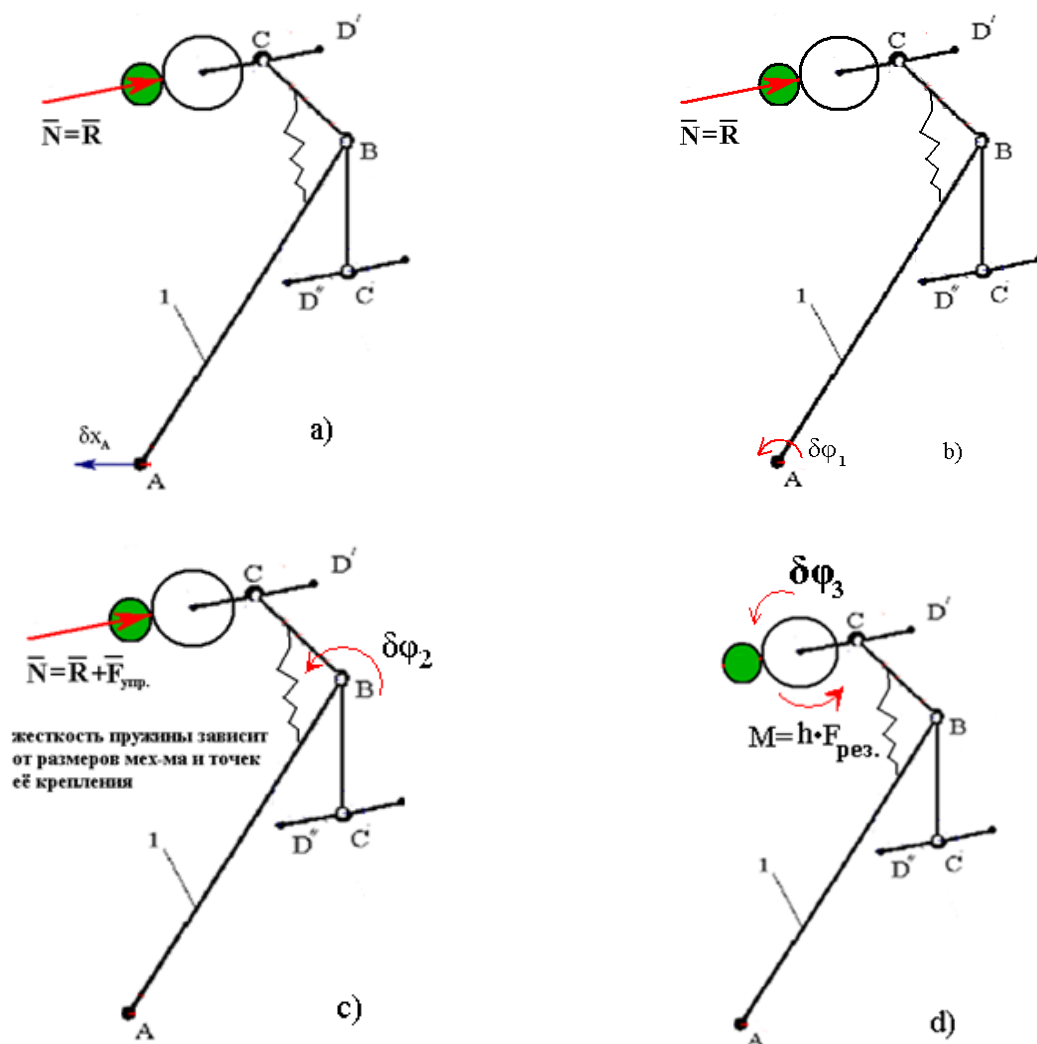 C
D′
N̅=R̅
B
D″
C
1
δx_A
A
a)
C
D′
N̅=R̅
B
D″
C
1
δφ₁
A
b)
C
D′
N̅=R̅+F̅упр.
δφ₂
B
жесткость пружины зависит
от размеров мех-ма и точек
её крепления
D″
C
1
A
c)
δφ₃
C
D′
B
M=h·Fрез.
D″
C
1
A
d)